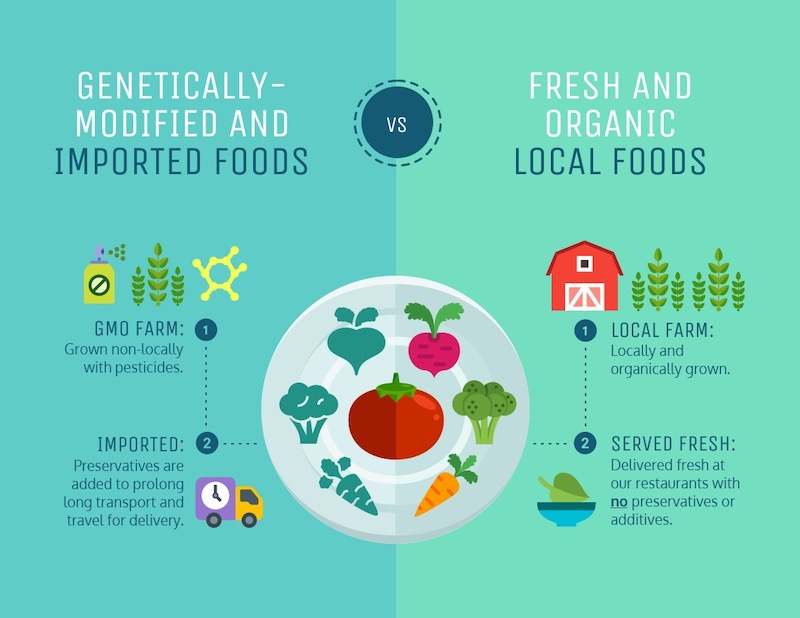 GENETICALLY-
MODIFIED AND
IMPORTED FOODS
VS
FRESH AND
ORGANIC
LOCAL FOODS
GMO FARM: 1
Grown non-locally
with pesticides.
IMPORTED: 2
Preservatives are
added to prolong
long transport and
travel for delivery.
1 LOCAL FARM:
Locally and
organically grown.
2 SERVED FRESH:
Delivered fresh at
our restaurants with
no preservatives or
additives.